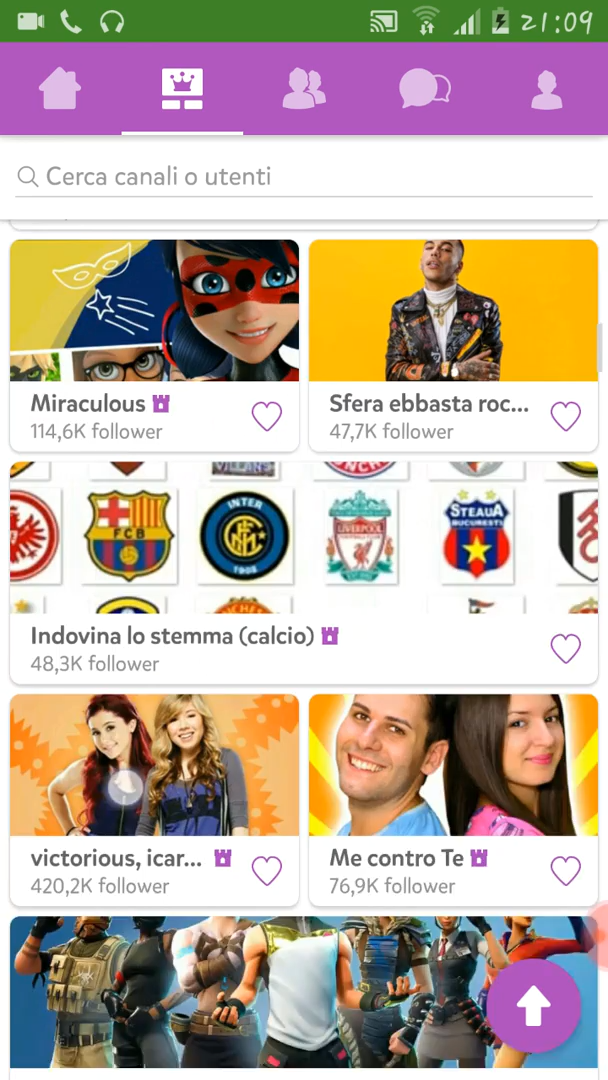 21:09
Cerca canali o utenti
Miraculous
114,6K follower
Sfera ebbasta roc...
47,7K follower
VILLAINS
FCB
INTER
1908
LIVERPOOL
STEAUA
BUCURESTI
Indovina lo stemma (calcio)
48,3K follower
victorious, icar...
420,2K follower
Me contro Te
76,9K follower